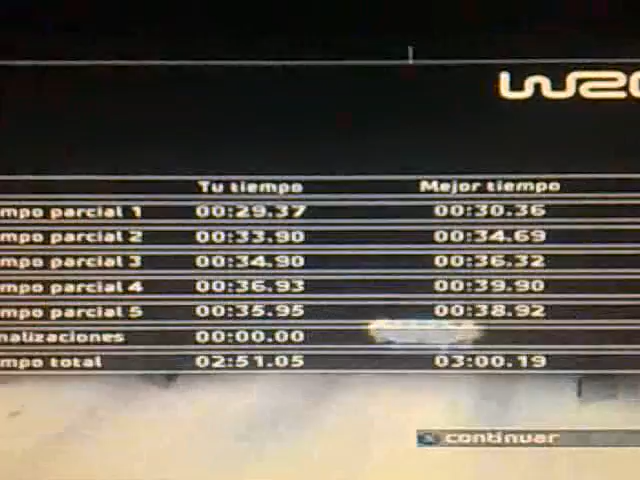 WRC
Tu tiempo Mejor tiempo
mpo parcial 1 00:29.37 00:30.36
mpo parcial 2 00:33.90 00:34.69
mpo parcial 3 00:34.90 00:36.32
mpo parcial 4 00:36.93 00:39.90
mpo parcial 5 00:35.95 00:38.92
nalizaciones 00:00.00
mpo total 02:51.05 03:00.19
continuar